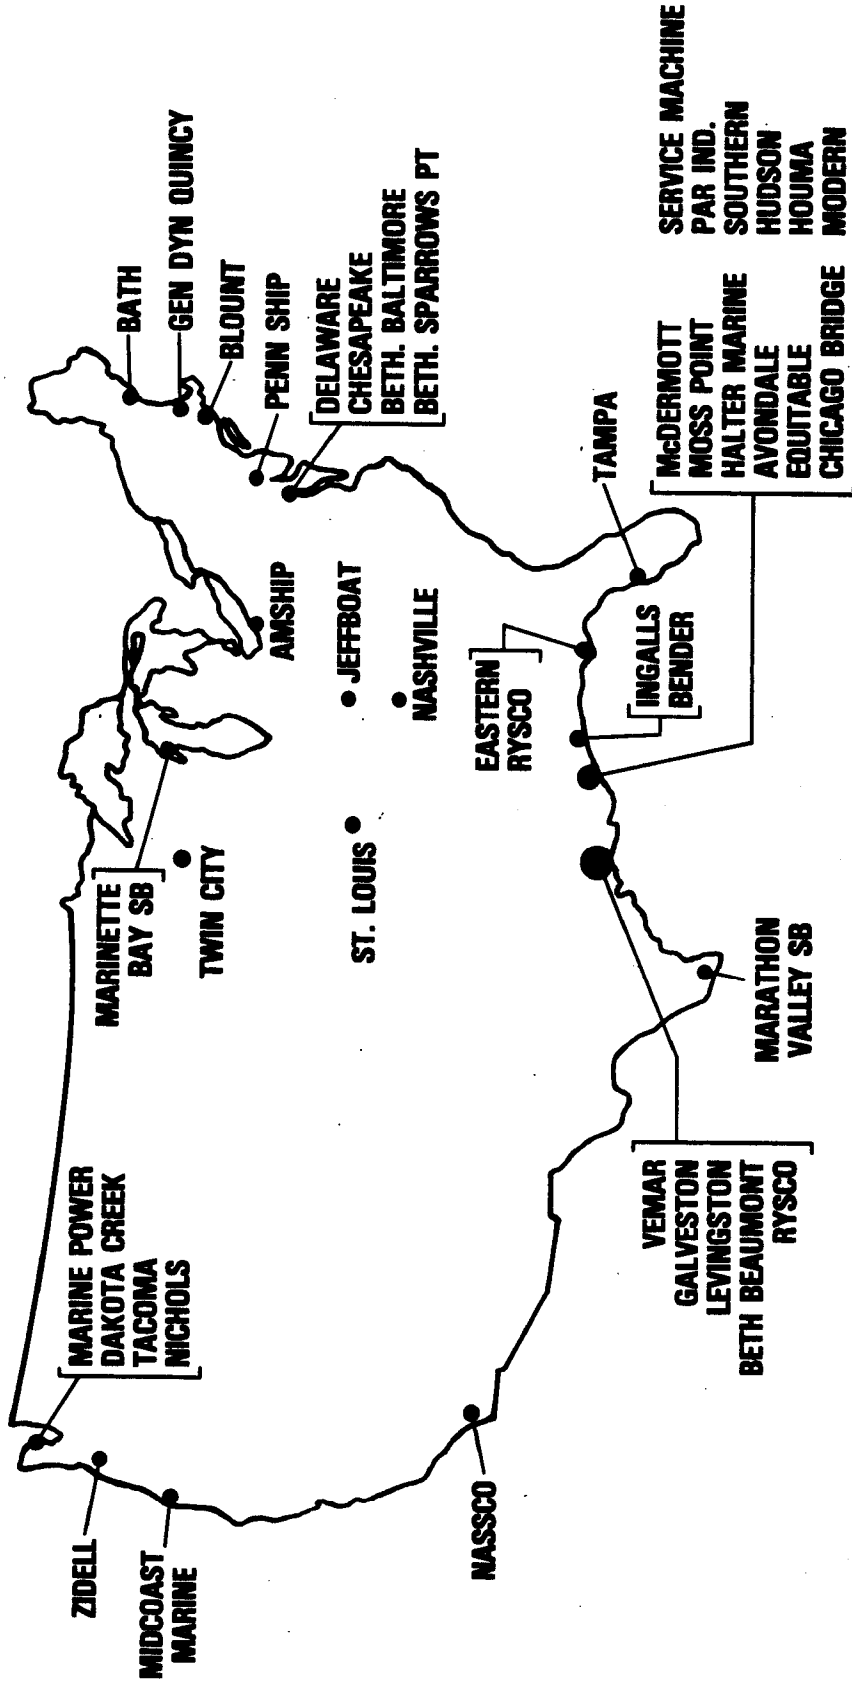 MARINE POWER
DAKOTA CREEK
TACOMA
NICHOLS
ZIDELL
MIDCOAST
MARINE
NASSCO
MARINETTE
BAY SB
TWIN CITY
ST. LOUIS
AMSHIP
JEFFBOAT
NASHVILLE
BATH
GEN DYN QUINCY
BLOUNT
PENN SHIP
DELAWARE
CHESAPEAKE
BETH. BALTIMORE
BETH. SPARROWS PT
TAMPA
EASTERN
RYSCO
INGALLS
BENDER
McDERMOTT
MOSS POINT
HALTER MARINE
AVONDALE
EQUITABLE
CHICAGO BRIDGE
SERVICE MACHINE
PAR IND.
SOUTHERN
HUDSON
HOUMA
MODERN
MARATHON
VALLEY SB
VEMAR
GALVESTON
LEVINGSTON
BETH BEAUMONT
RYSCO